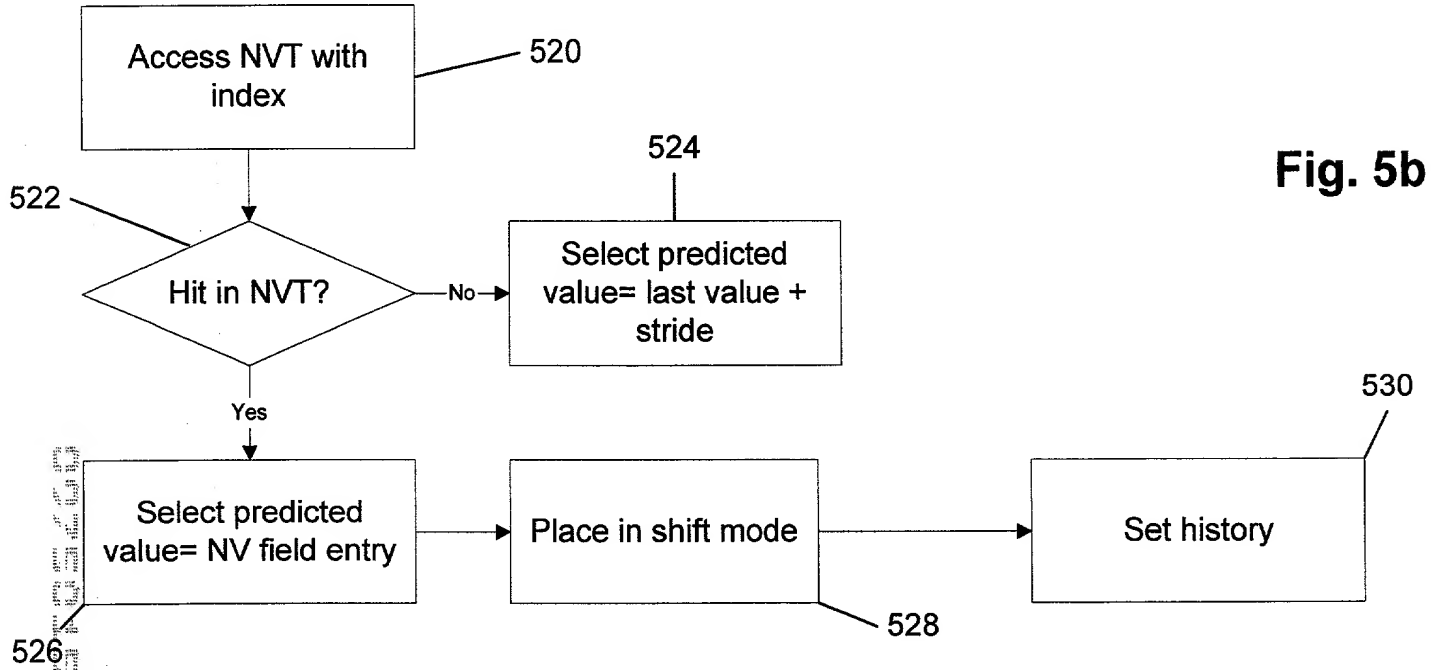 Access NVT with
index
520
524
Fig. 5b
522
Hit in NVT?
No
Select predicted
value= last value +
stride
Yes
530
Select predicted
value= NV field entry
Place in shift mode
Set history
526
528